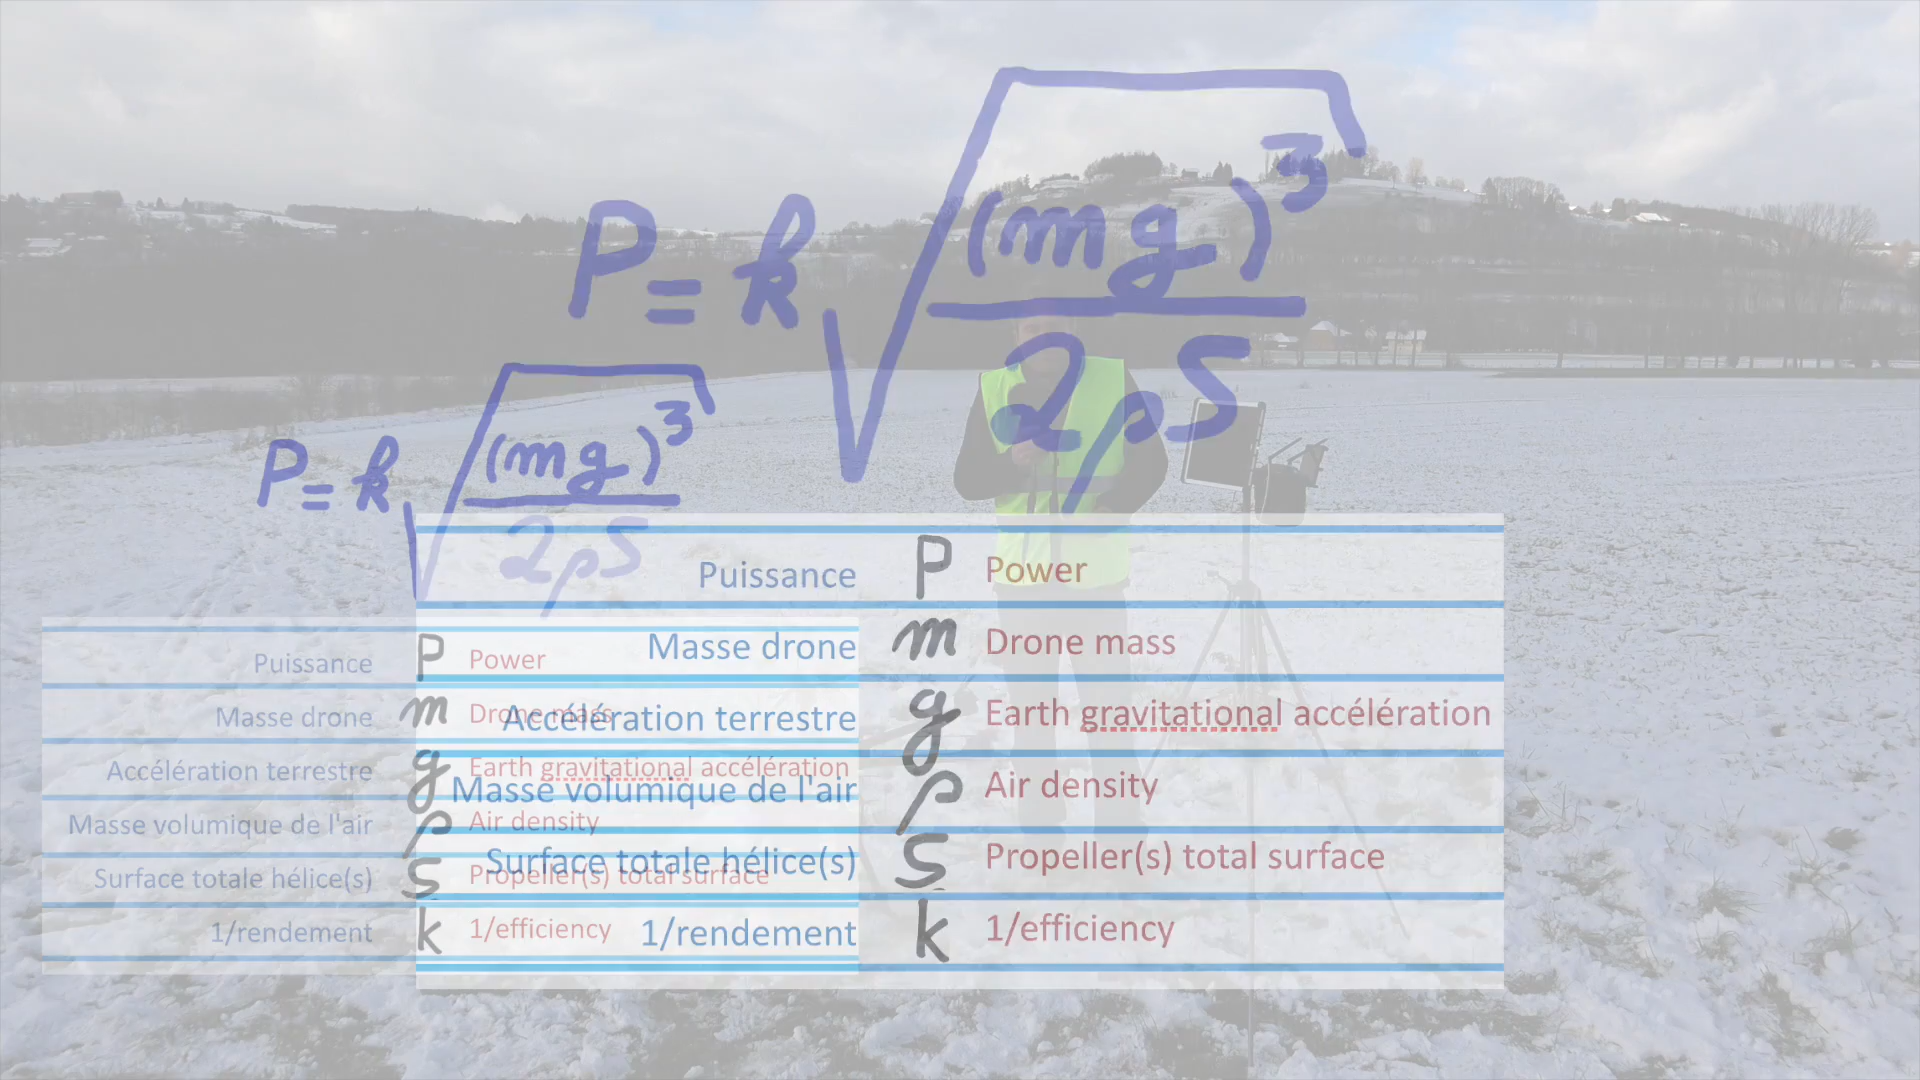 P = k √((mg)³ / 2ρS)
P = k √((mg)³ / 2ρS)
Puissance P Power
Masse drone m Drone mass
Accélération terrestre g Earth gravitational accélération
Masse volumique de l'air ρ Air density
Surface totale hélice(s) S Propeller(s) total surface
1/rendement k 1/efficiency
Puissance P Power
Masse drone m Drone mass
Accélération terrestre g Earth gravitational accélération
Masse volumique de l'air ρ Air density
Surface totale hélice(s) S Propeller(s) total surface
1/rendement k 1/efficiency